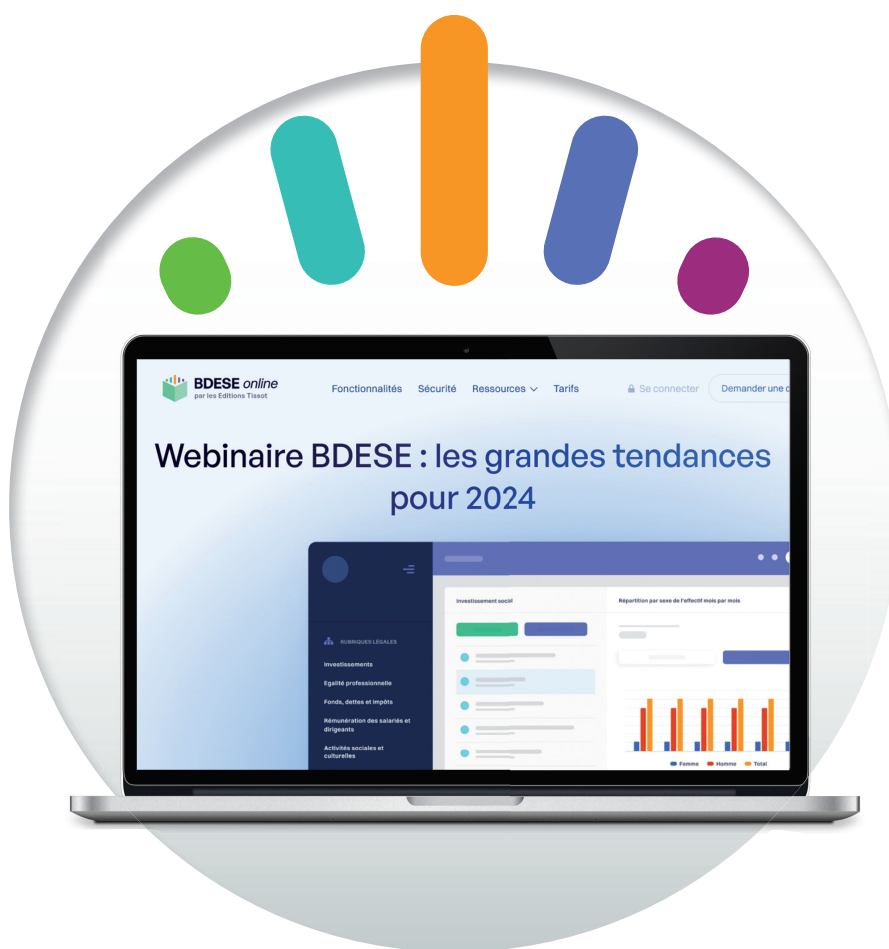 BDESE online
par les Editions Tissot
Fonctionnalités Sécurité Ressources Tarifs Se connecter Demander une
Webinaire BDESE : les grandes tendances
pour 2024
Investissement social
Répartition par sexe de l'effectif mois par mois
RUBRIQUES LÉGALES
Investissements
Egalité professionnelle
Fonds, dettes et impôts
Rémunération des salariés et
dirigeants
Activités sociales et
culturelles
Femme Homme Total